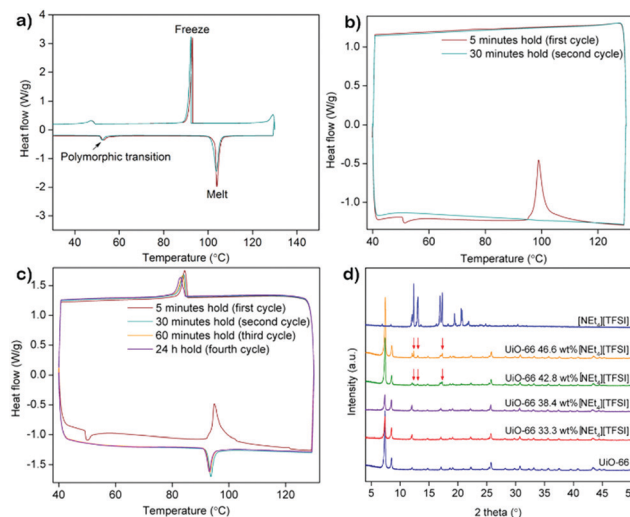 a)
Freeze
Polymorphic transition
Melt
Heat flow (W/g)
3
2
1
0
-1
-2
-3
40
60
80
100
120
140
Temperature (°C)
b)
5 minutes hold (first cycle)
30 minutes hold (second cycle)
Heat flow (W/g)
1.0
0.5
0.0
-0.5
-1.0
40
60
80
100
120
Temperature (°C)
c)
5 minutes hold (first cycle)
30 minutes hold (second cycle)
60 minutes hold (third cycle)
24 h hold (fourth cycle)
Heat flow (W/g)
1.5
1.0
0.5
0.0
-0.5
-1.0
-1.5
40
60
80
100
120
Temperature (°C)
d)
[NEt4][TFSI]
UiO-66 46.6 wt% [NEt4][TFSI]
UiO-66 42.8 wt% [NEt4][TFSI]
UiO-66 38.4 wt% [NEt4][TFSI]
UiO-66 33.3 wt% [NEt4][TFSI]
UiO-66
Intensity (a.u.)
5
10
15
20
25
30
35
40
45
50
2 theta (°)